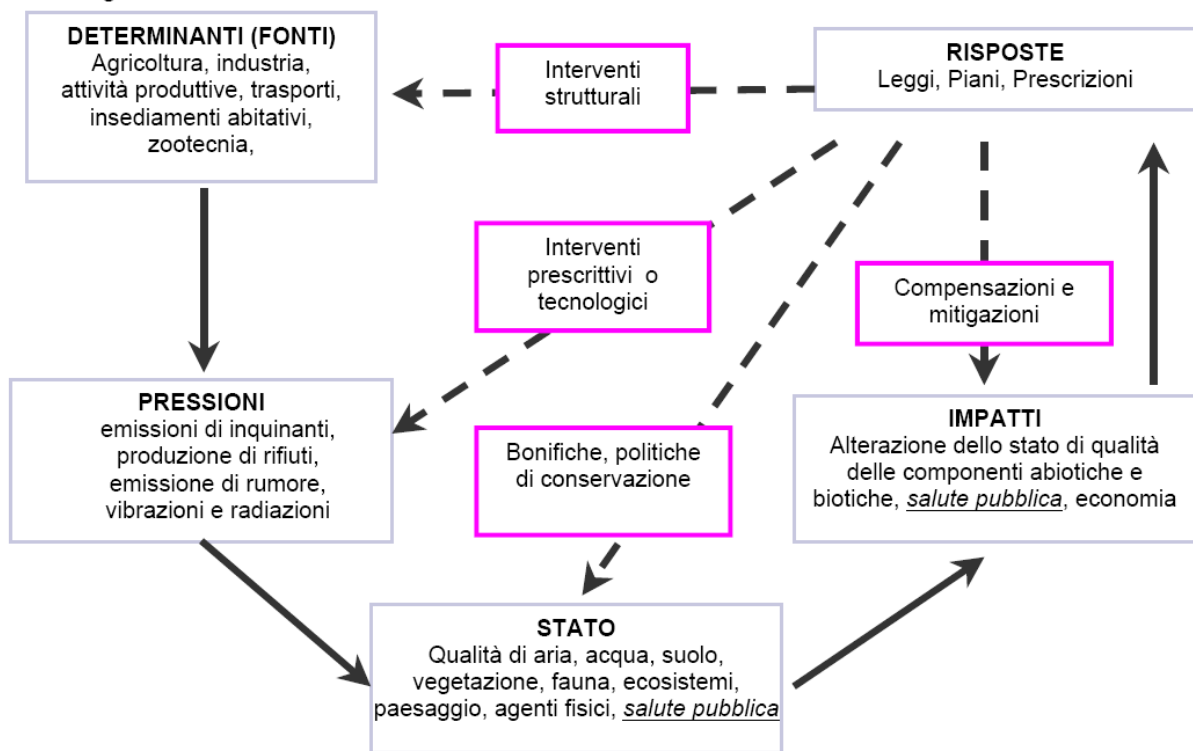 DETERMINANTI (FONTI)
Agricoltura, industria,
attività produttive, trasporti,
insediamenti abitativi,
zootecnia,
Interventi
strutturali
RISPOSTE
Leggi, Piani, Prescrizioni
Interventi
prescrittivi o
tecnologici
Compensazioni e
mitigazioni
PRESSIONI
emissioni di inquinanti,
produzione di rifiuti,
emissione di rumore,
vibrazioni e radiazioni
Bonifiche, politiche
di conservazione
IMPATTI
Alterazione dello stato di qualità
delle componenti abiotiche e
biotiche, salute pubblica, economia
STATO
Qualità di aria, acqua, suolo,
vegetazione, fauna, ecosistemi,
paesaggio, agenti fisici, salute pubblica